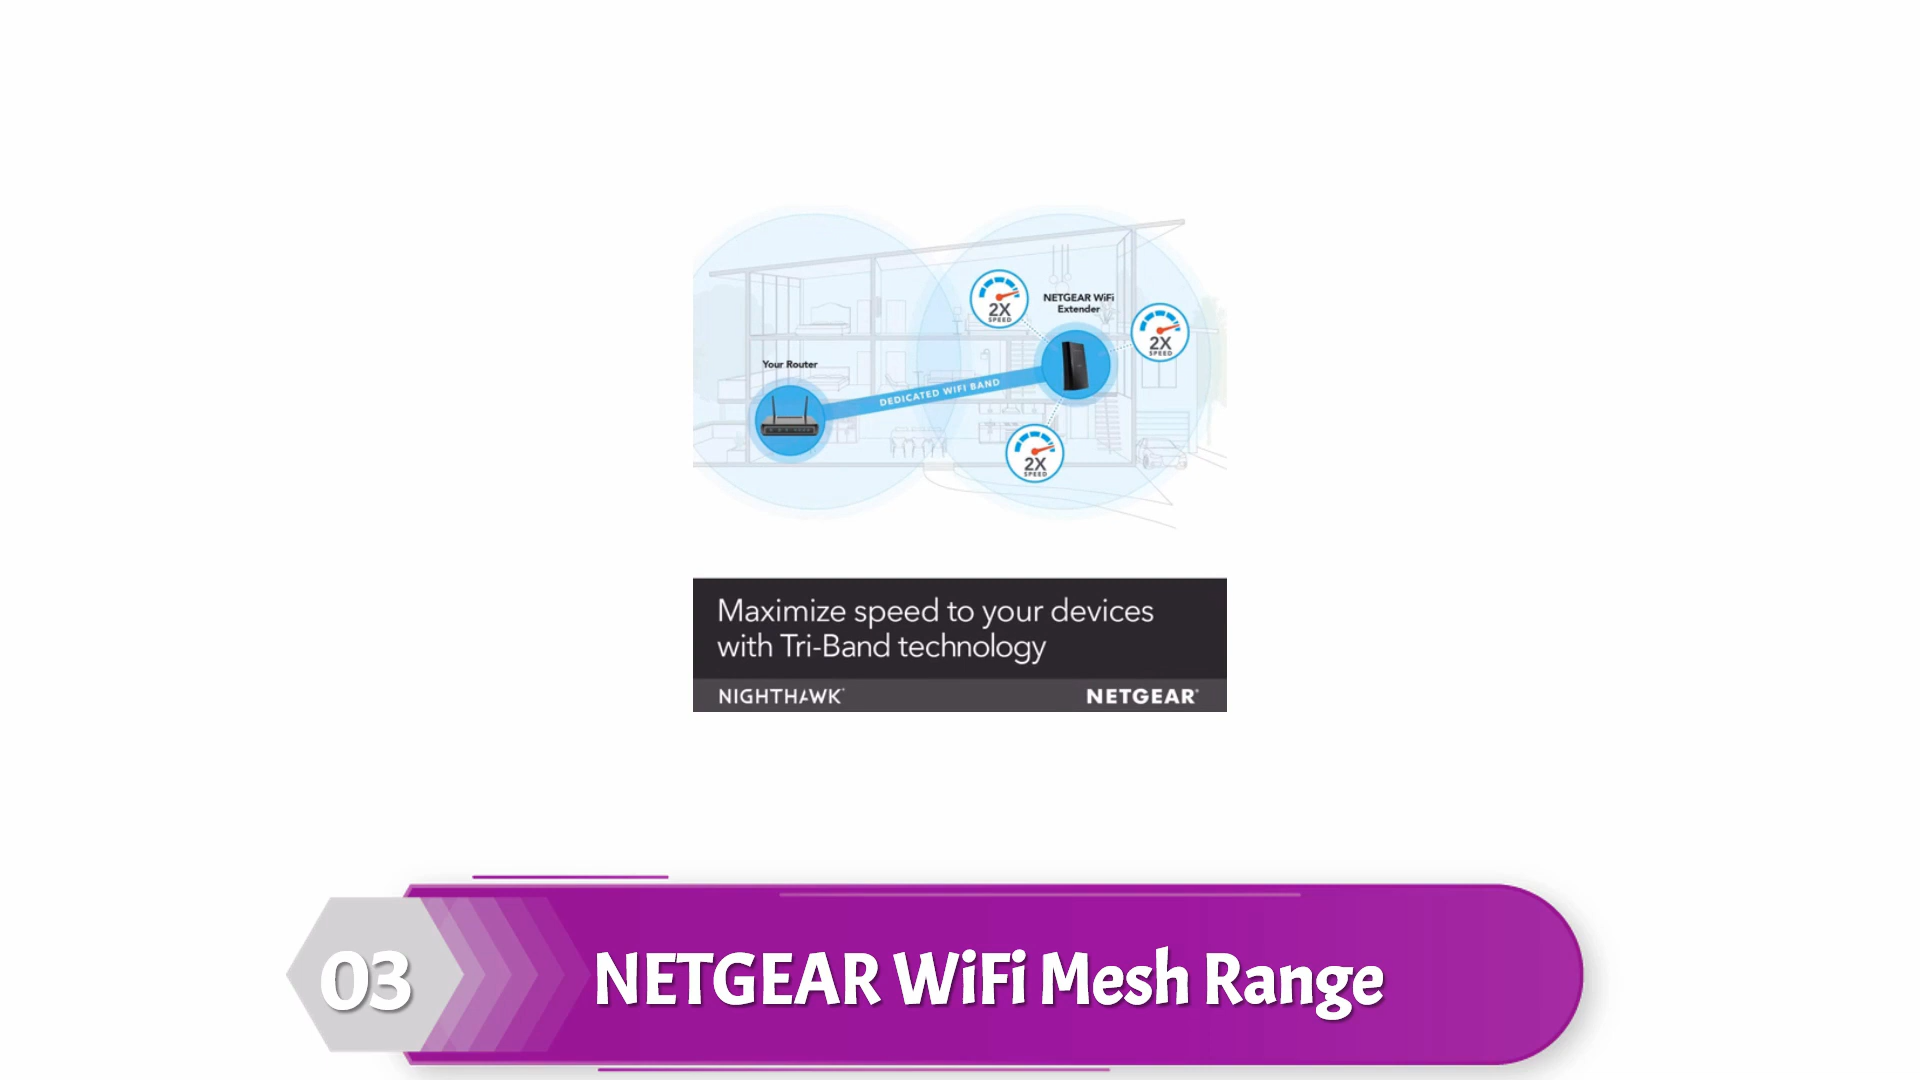 2X
SPEED
NETGEAR WiFi
Extender
2X
SPEED
Your Router
DEDICATED WIFI BAND
2X
SPEED
Maximize speed to your devices
with Tri-Band technology
NIGHTHAWK
NETGEAR
03
NETGEAR WiFi Mesh Range